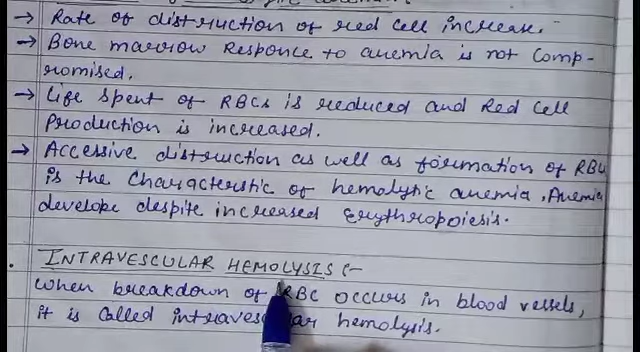 → Rate of distruction of red cell increase.
→ Bone marrow Responce to anemia is not comp-
romised.
→ Life spent of RBCs is reduced and Red Cell
Production is increased.
→ Accessive distruction as well as formation of RBC
is the characteristic of hemolytic anemia, Anemia
develope despite increased Erythropoiesis.
. INTRAVESCULAR HEMOLYSIS :-
When breakdown of RBC occurs in blood vessels,
it is called intravascular hemolysis.